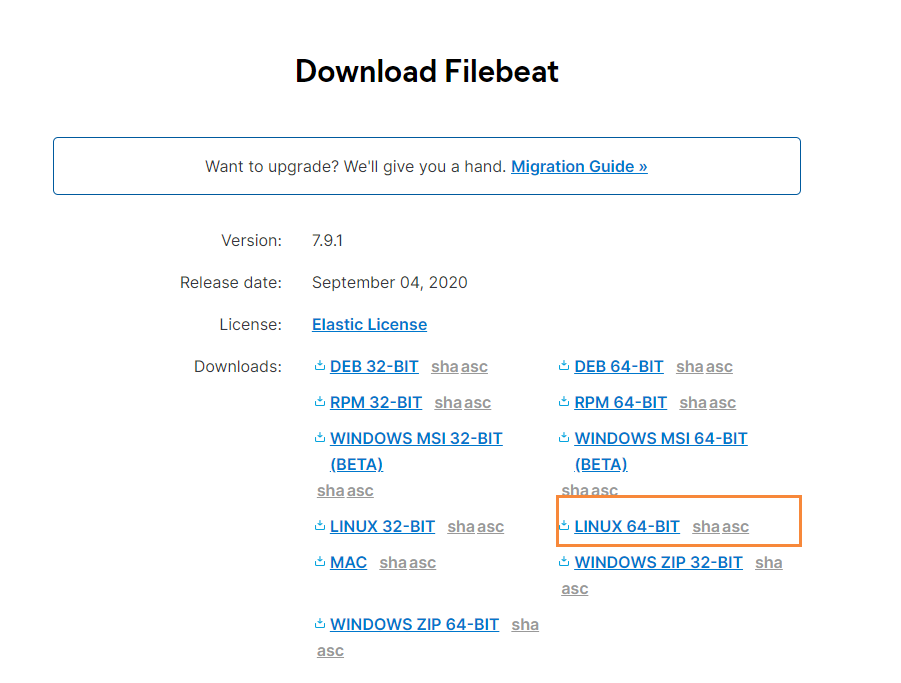 Download Filebeat
Want to upgrade? We'll give you a hand. Migration Guide »
Version: 7.9.1
Release date: September 04, 2020
License: Elastic License
Downloads: DEB 32-BIT sha asc DEB 64-BIT sha asc
RPM 32-BIT sha asc RPM 64-BIT sha asc
WINDOWS MSI 32-BIT WINDOWS MSI 64-BIT
(BETA) (BETA)
sha asc sha asc
LINUX 32-BIT sha asc LINUX 64-BIT sha asc
MAC sha asc WINDOWS ZIP 32-BIT sha
asc
WINDOWS ZIP 64-BIT sha
asc